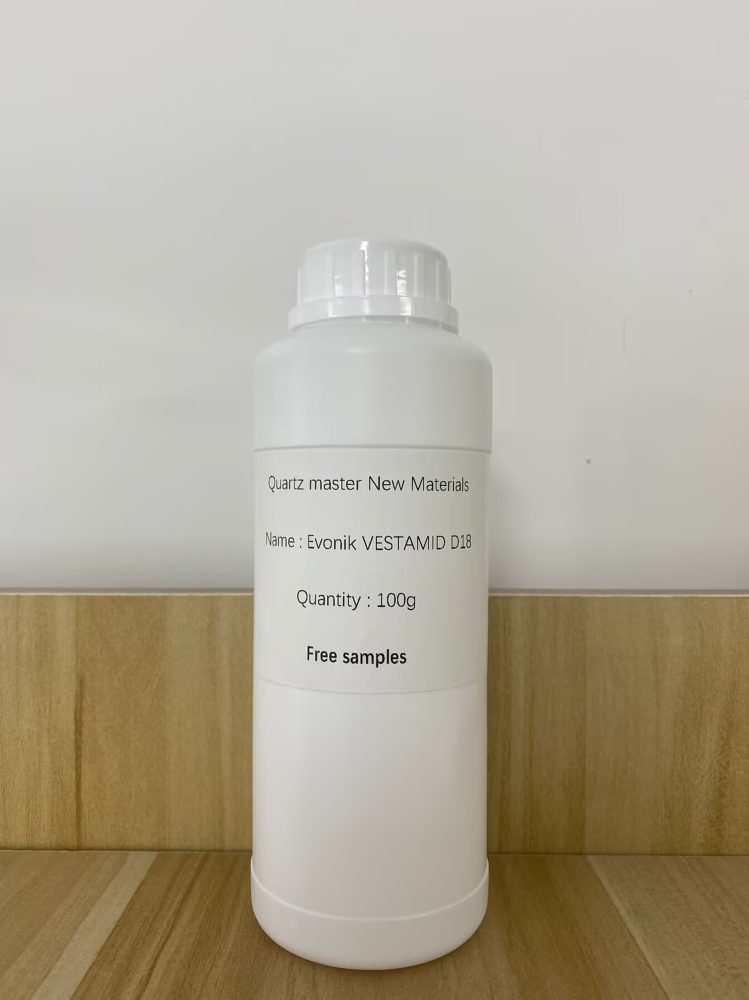 Quartz master New Materials
Name : Evonik VESTAMID D18
Quantity : 100g
Free samples